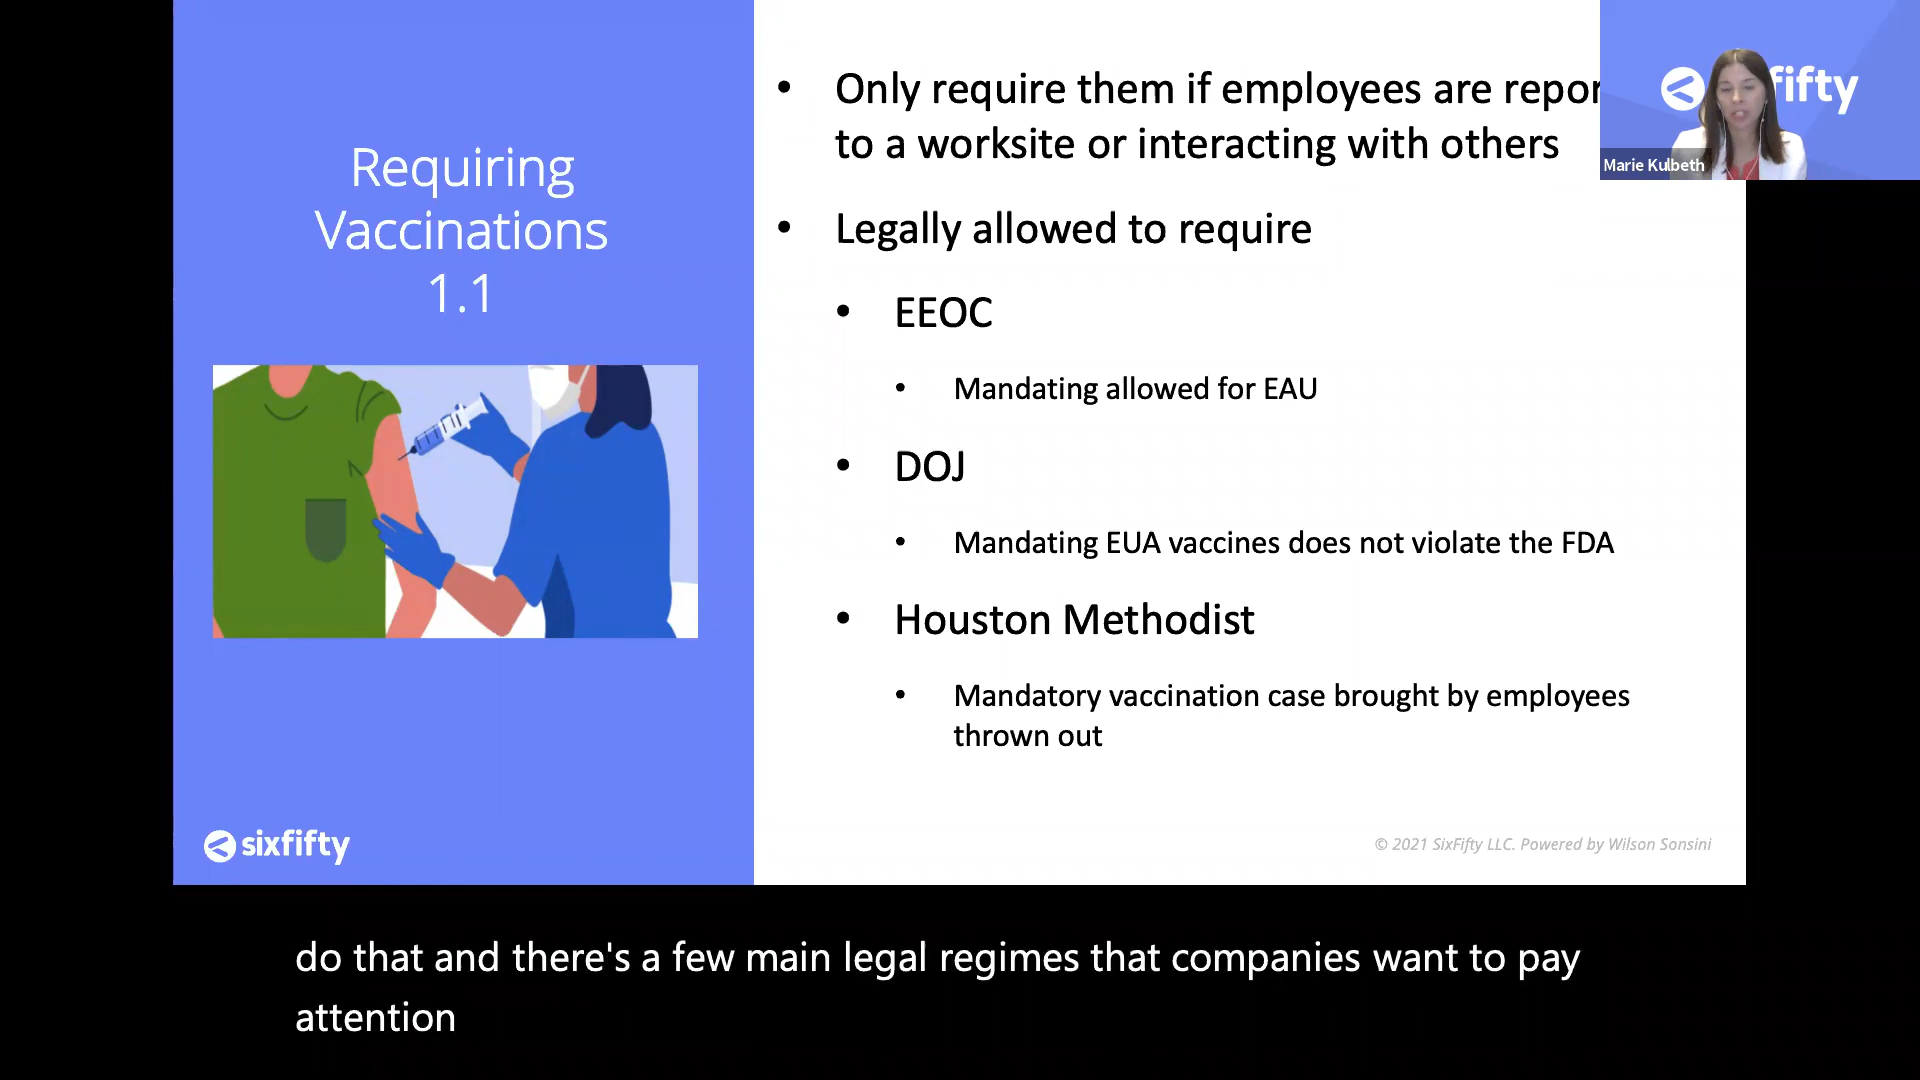 Requiring
Vaccinations
1.1
sixfifty
• Only require them if employees are repor
to a worksite or interacting with others
• Legally allowed to require
• EEOC
• Mandating allowed for EAU
• DOJ
• Mandating EUA vaccines does not violate the FDA
• Houston Methodist
• Mandatory vaccination case brought by employees
thrown out
© 2021 SixFifty LLC. Powered by Wilson Sonsini
fifty
Marie Kulbeth
do that and there's a few main legal regimes that companies want to pay
attention